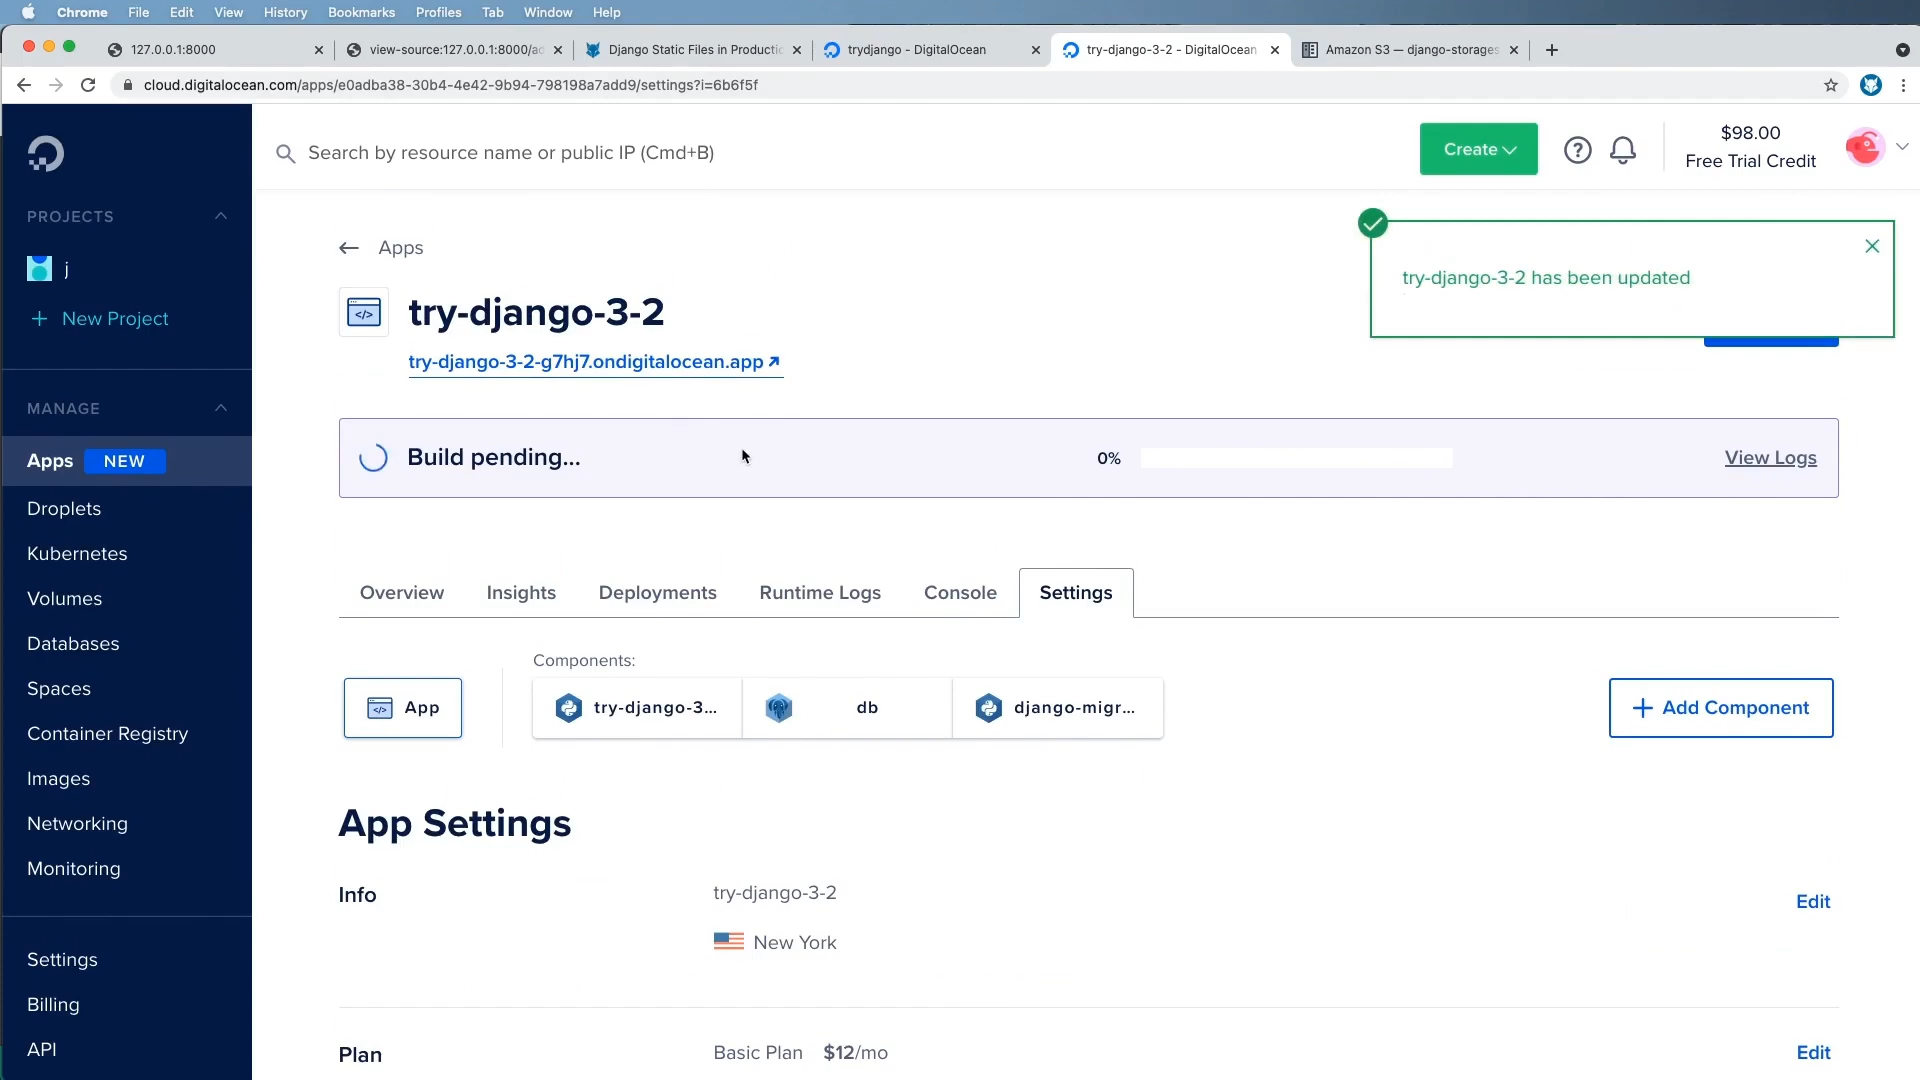 Chrome File Edit View History Bookmarks Profiles Tab Window Help
127.0.0.1:8000
view-source:127.0.0.1:8000/ad
Django Static Files in Productic
trydjango - DigitalOcean
try-django-3-2 - DigitalOcean
Amazon S3 — django-storages
cloud.digitalocean.com/apps/e0adba38-30b4-4e42-9b94-798198a7add9/settings?i=6b6f5f
Search by resource name or public IP (Cmd+B)
Create
?
$98.00
Free Trial Credit
PROJECTS
j
+ New Project
MANAGE
Apps NEW
Droplets
Kubernetes
Volumes
Databases
Spaces
Container Registry
Images
Networking
Monitoring
Settings
Billing
API
← Apps
try-django-3-2 has been updated
try-django-3-2
try-django-3-2-g7hj7.ondigitalocean.app
Build pending...
0%
View Logs
Overview Insights Deployments Runtime Logs Console Settings
Components:
App
try-django-3...
db
django-migr...
+ Add Component
App Settings
Info
try-django-3-2
Edit
New York
Plan
Basic Plan $12/mo
Edit